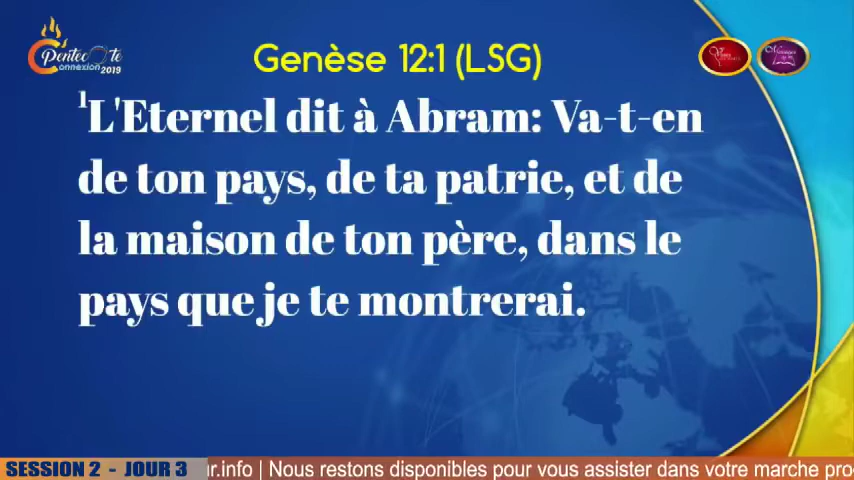 Pentecôte
Connexion 2019
Genèse 12:1 (LSG)
1L'Eternel dit à Abram: Va-t-en
de ton pays, de ta patrie, et de
la maison de ton père, dans le
pays que je te montrerai.
SESSION 2 - JOUR 3
ur.info | Nous restons disponibles pour vous assister dans votre marche pro